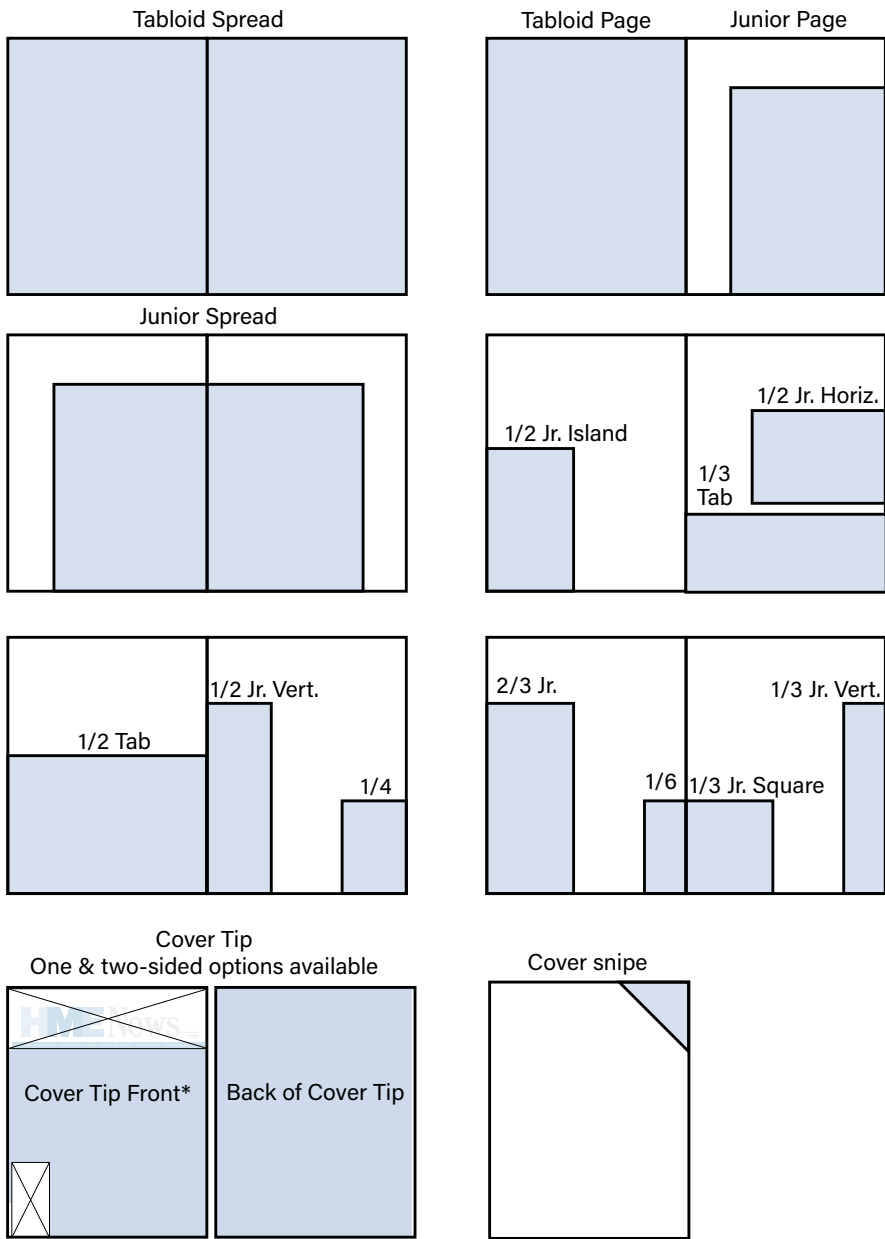 Tabloid Spread
Tabloid Page
Junior Page
Junior Spread
1/2 Jr. Island
1/2 Jr. Horiz.
1/3
Tab
1/2 Tab
1/2 Jr. Vert.
1/4
2/3 Jr.
1/6
1/3 Jr. Square
1/3 Jr. Vert.
Cover Tip
One & two-sided options available
HME News
Cover Tip Front*
Back of Cover Tip
Cover snipe